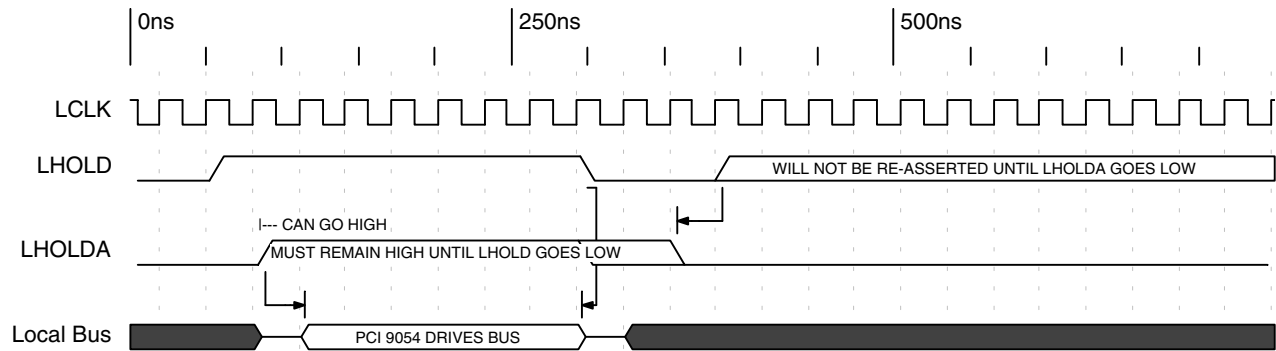 0ns 250ns 500ns
LCLK
LHOLD
WILL NOT BE RE-ASSERTED UNTIL LHOLDA GOES LOW
|--- CAN GO HIGH
LHOLDA
MUST REMAIN HIGH UNTIL LHOLD GOES LOW
Local Bus
PCI 9054 DRIVES BUS